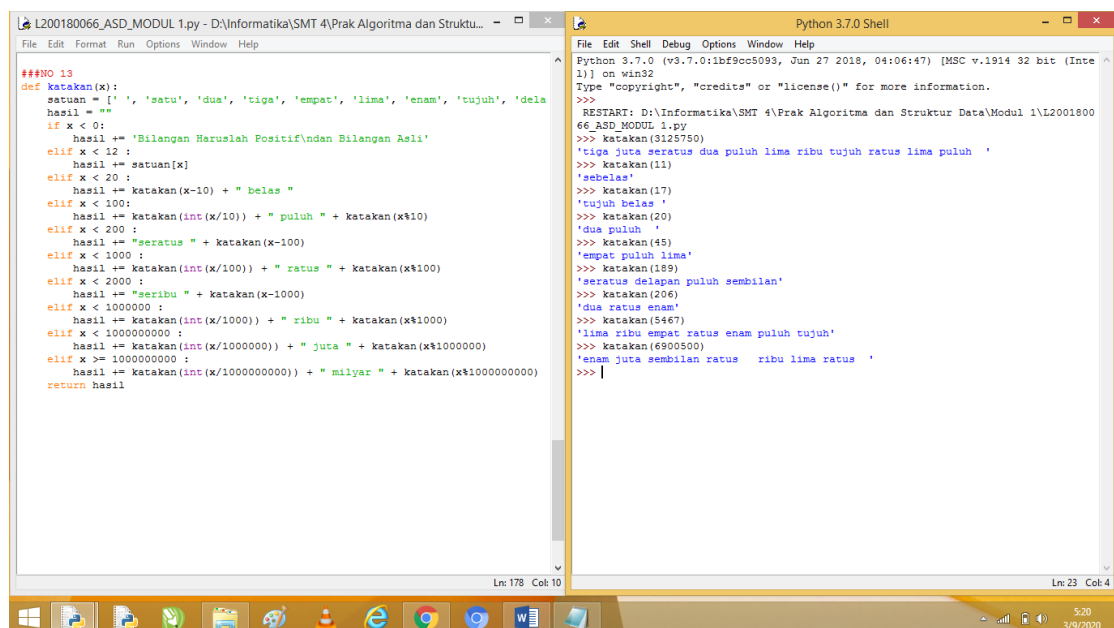 L200180066_ASD_MODUL 1.py - D:\Informatika\SMT 4\Prak Algoritma dan Struktu...
File Edit Format Run Options Window Help
###NO 13
def katakan(x):
    satuan = [' ', 'satu', 'dua', 'tiga', 'empat', 'lima', 'enam', 'tujuh', 'dela
    hasil = ""
    if x < 0:
        hasil += 'Bilangan Haruslah Positif\ndan Bilangan Asli'
    elif x < 12 :
        hasil += satuan[x]
    elif x < 20 :
        hasil += katakan(x-10) + " belas "
    elif x < 100:
        hasil += katakan(int(x/10)) + " puluh " + katakan(x%10)
    elif x < 200 :
        hasil += "seratus " + katakan(x-100)
    elif x < 1000 :
        hasil += katakan(int(x/100)) + " ratus " + katakan(x%100)
    elif x < 2000 :
        hasil += "seribu " + katakan(x-1000)
    elif x < 1000000 :
        hasil += katakan(int(x/1000)) + " ribu " + katakan(x%1000)
    elif x < 1000000000 :
        hasil += katakan(int(x/1000000)) + " juta " + katakan(x%1000000)
    elif x >= 1000000000 :
        hasil += katakan(int(x/1000000000)) + " milyar " + katakan(x%1000000000)
    return hasil
Ln: 178 Col: 10
Python 3.7.0 Shell
File Edit Shell Debug Options Window Help
Python 3.7.0 (v3.7.0:1bf9cc5093, Jun 27 2018, 04:06:47) [MSC v.1914 32 bit (Inte
l)] on win32
Type "copyright", "credits" or "license()" for more information.
>>>
 RESTART: D:\Informatika\SMT 4\Prak Algoritma dan Struktur Data\Modul 1\L2001800
66_ASD_MODUL 1.py
>>> katakan(3125750)
'tiga juta seratus dua puluh lima ribu tujuh ratus lima puluh  '
>>> katakan(11)
'sebelas'
>>> katakan(17)
'tujuh belas '
>>> katakan(20)
'dua puluh  '
>>> katakan(45)
'empat puluh lima'
>>> katakan(189)
'seratus delapan puluh sembilan'
>>> katakan(206)
'dua ratus enam'
>>> katakan(5467)
'lima ribu empat ratus enam puluh tujuh'
>>> katakan(6900500)
'enam juta sembilan ratus   ribu lima ratus  '
>>>
Ln: 23 Col: 4
5:20
3/9/2020